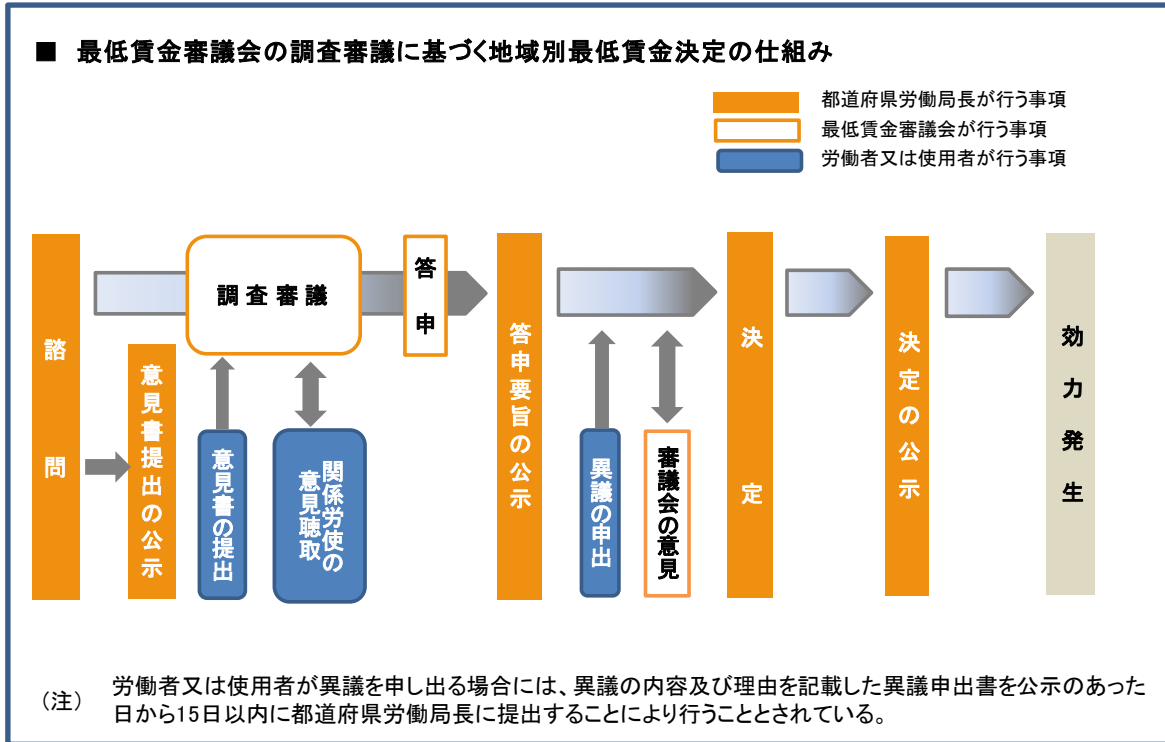 ■ 最低賃金審議会の調査審議に基づく地域別最低賃金決定の仕組み
都道府県労働局長が行う事項
最低賃金審議会が行う事項
労働者又は使用者が行う事項
諮問
意見書提出の公示
調査審議
意見書の提出
関係労使の
意見聴取
答申
答申要旨の公示
異議の申出
審議会の意見
決定
決定の公示
効力発生
(注) 労働者又は使用者が異議を申し出る場合には、異議の内容及び理由を記載した異議申出書を公示のあった
日から15日以内に都道府県労働局長に提出することにより行うこととされている。